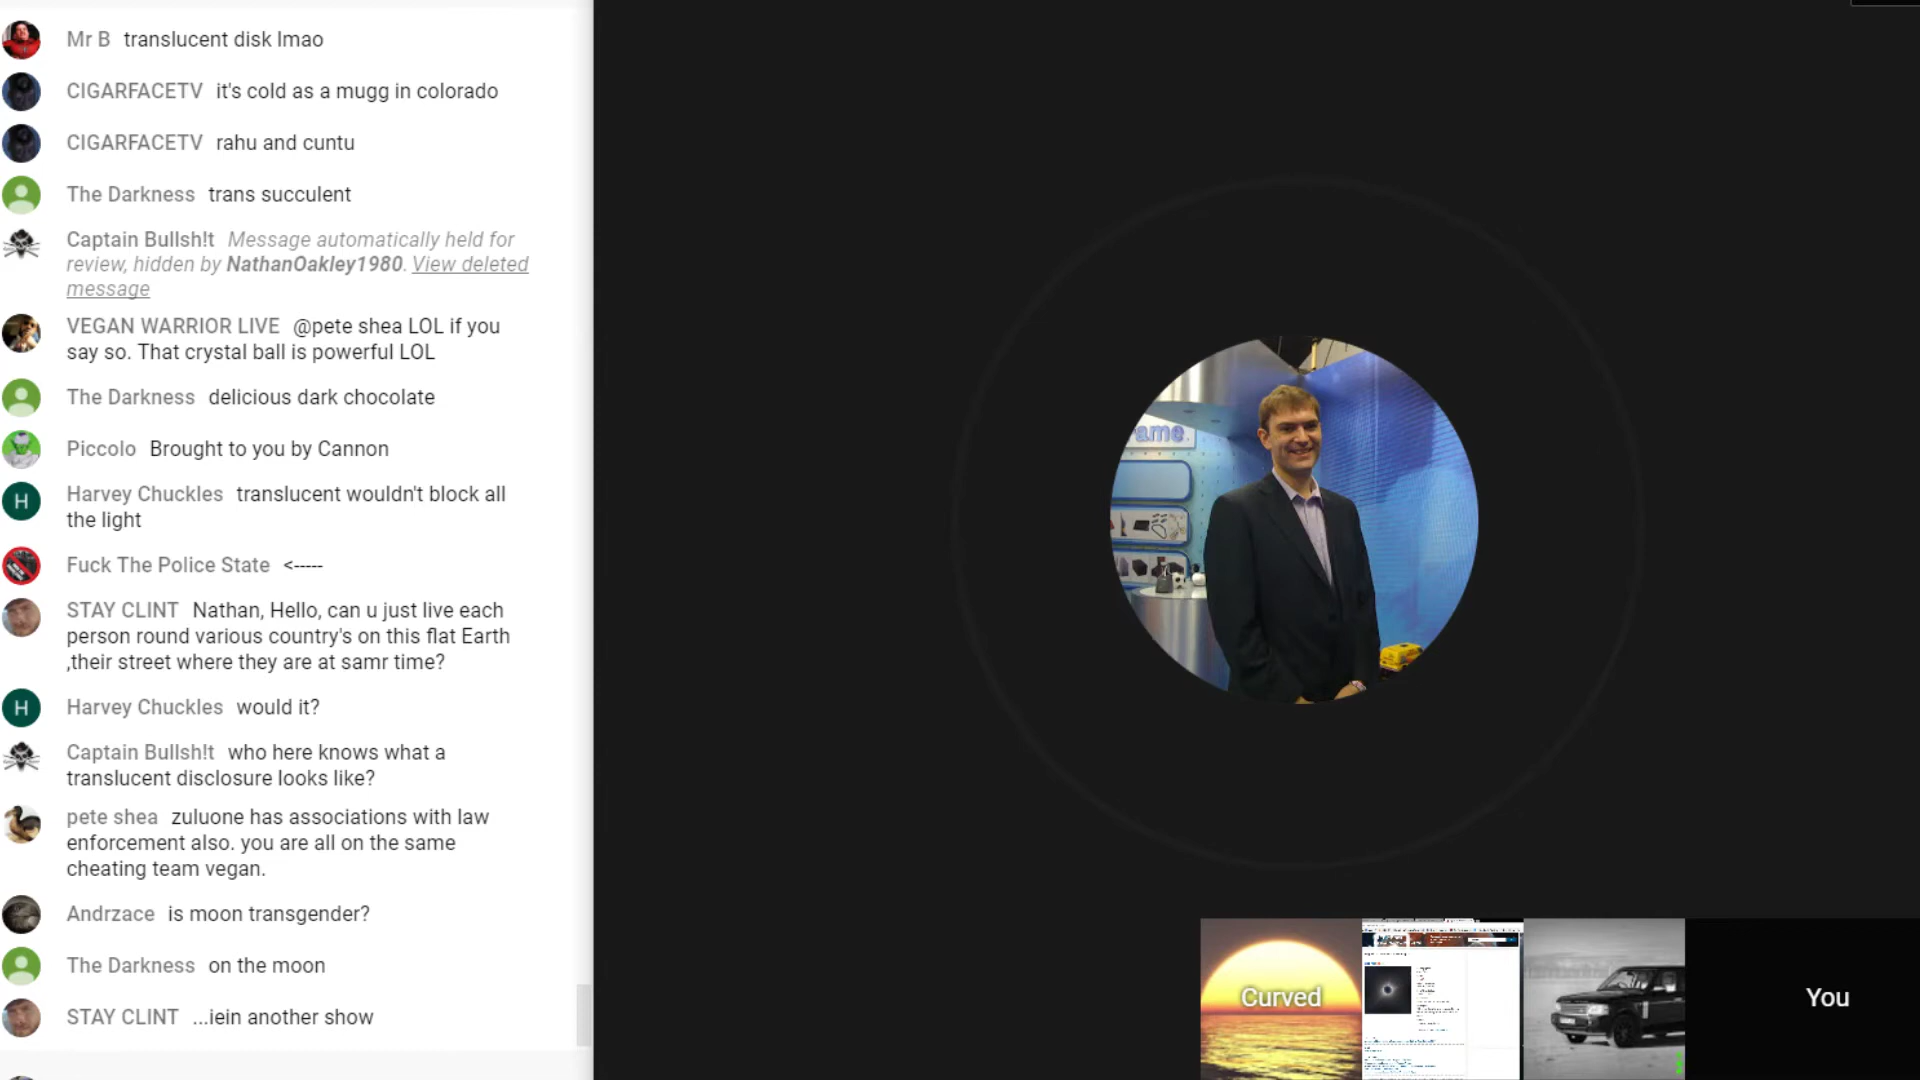 Mr B translucent disk lmao
CIGARFACETV it's cold as a mugg in colorado
CIGARFACETV rahu and cuntu
The Darkness trans succulent
Captain Bullsh!t Message automatically held for
review, hidden by NathanOakley1980. View deleted
message
VEGAN WARRIOR LIVE @pete shea LOL if you
say so. That crystal ball is powerful LOL
The Darkness delicious dark chocolate
Piccolo Brought to you by Cannon
H
Harvey Chuckles translucent wouldn't block all
the light
Fuck The Police State <-----
STAY CLINT Nathan, Hello, can u just live each
person round various country's on this flat Earth
,their street where they are at samr time?
H
Harvey Chuckles would it?
Captain Bullsh!t who here knows what a
translucent disclosure looks like?
pete shea zuluone has associations with law
enforcement also. you are all on the same
cheating team vegan.
Andrzace is moon transgender?
The Darkness on the moon
STAY CLINT ...iein another show
ame
Curved
You